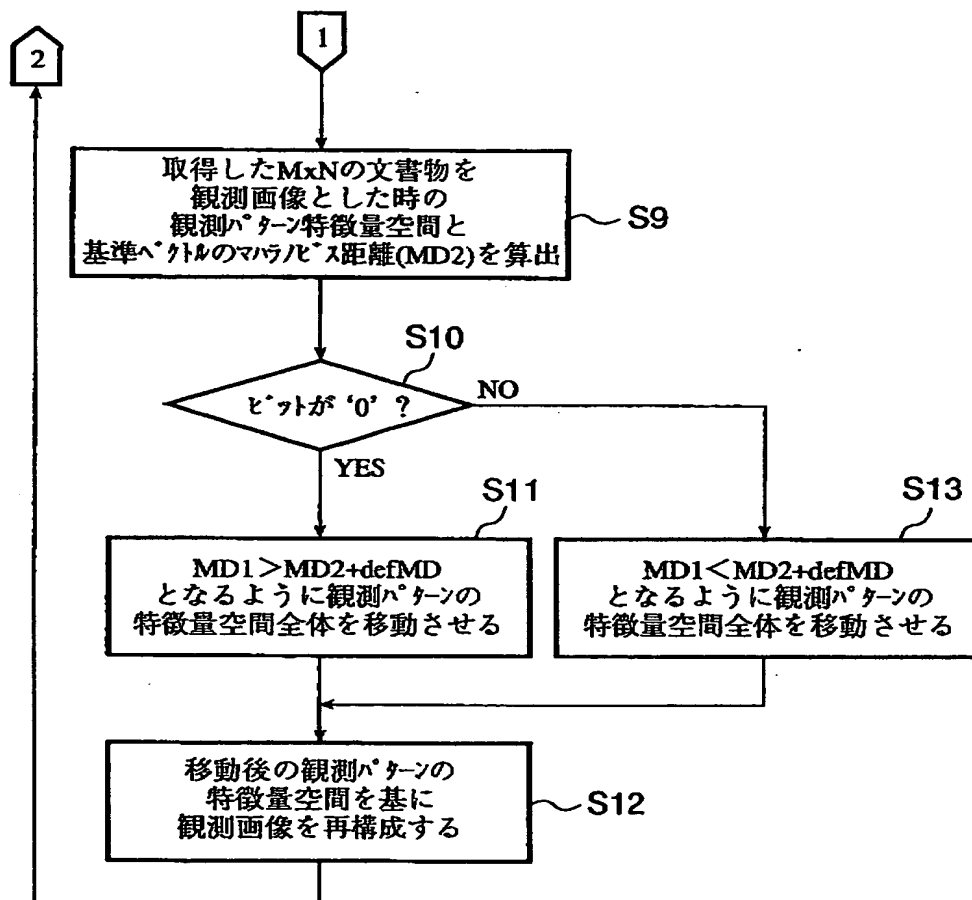 2
1
取得したMxNの文書物を
観測画像とした時の
観測ﾊﾟﾀｰﾝ特徴量空間と
基準ﾍﾞｸﾄﾙのﾏﾊﾗﾉﾋﾞｽ距離(MD2)を算出
S9
S10
ﾋﾞｯﾄが ‘0’ ?
NO
YES
S11
S13
MD1>MD2+defMD
となるように観測ﾊﾟﾀｰﾝの
特徴量空間全体を移動させる
MD1<MD2+defMD
となるように観測ﾊﾟﾀｰﾝの
特徴量空間全体を移動させる
移動後の観測ﾊﾟﾀｰﾝの
特徴量空間を基に
観測画像を再構成する
S12